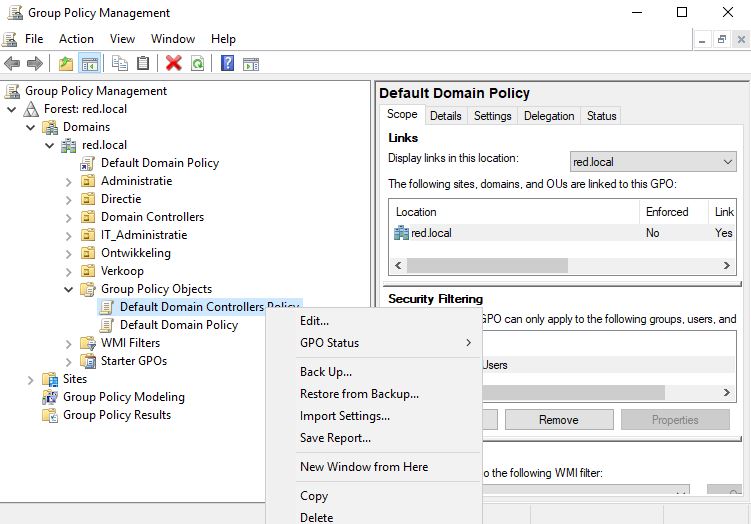 Group Policy Management
File Action View Window Help
Group Policy Management
Forest: red.local
Domains
red.local
Default Domain Policy
Administratie
Directie
Domain Controllers
IT_Administratie
Ontwikkeling
Verkoop
Group Policy Objects
Default Domain Controllers Policy
Default Domain Policy
WMI Filters
Starter GPOs
Sites
Group Policy Modeling
Group Policy Results
Default Domain Policy
Scope Details Settings Delegation Status
Links
Display links in this location: red.local
The following sites, domains, and OUs are linked to this GPO:
Location Enforced Link
red.local No Yes
Security Filtering
GPO can only apply to the following groups, users, and
Users
Remove Properties
o the following WMI filter:
Edit...
GPO Status
Back Up...
Restore from Backup...
Import Settings...
Save Report...
New Window from Here
Copy
Delete